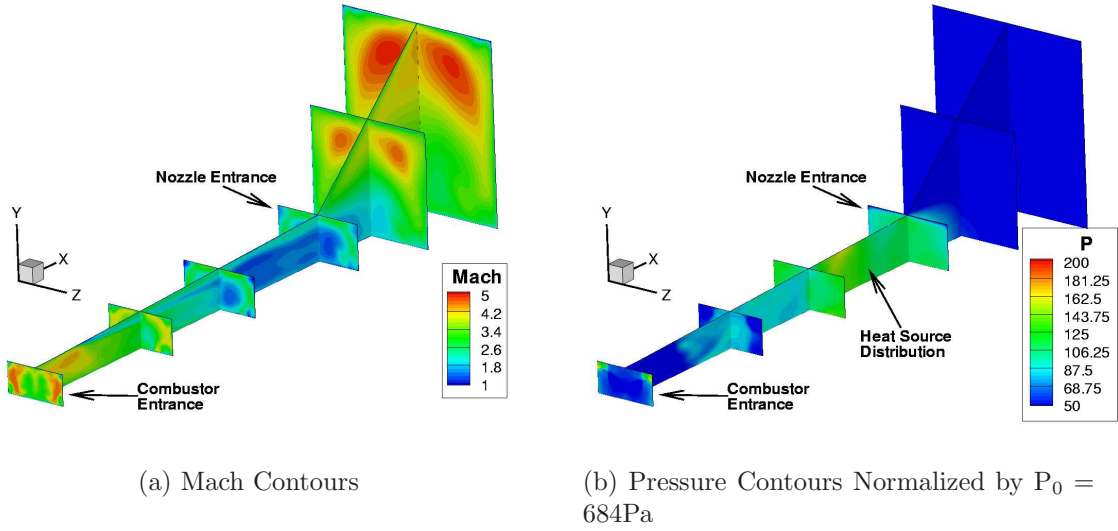 Nozzle Entrance
Y
X
Z
Mach
5
4.2
3.4
2.6
1.8
1
Combustor
Entrance
(a) Mach Contours
Nozzle Entrance
Y
X
Z
P
200
181.25
162.5
143.75
125
106.25
87.5
68.75
50
Heat Source
Distribution
Combustor
Entrance
(b) Pressure Contours Normalized by P₀ =
684Pa